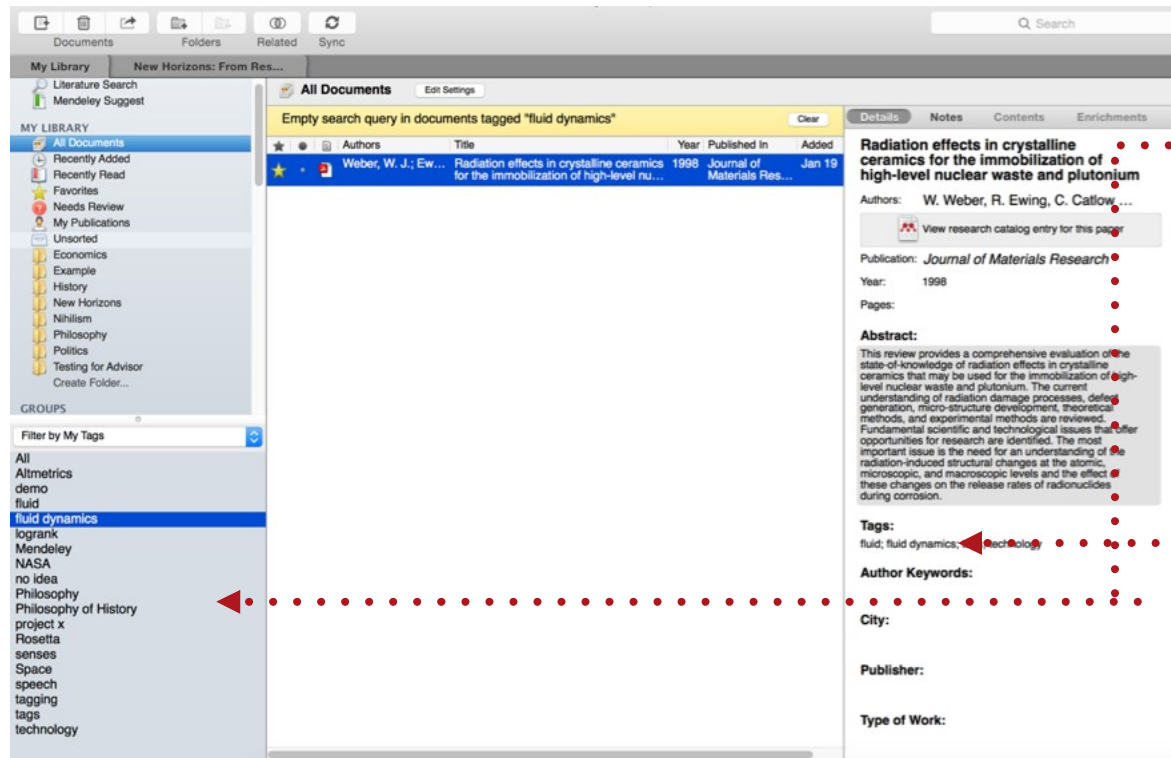 Documents
Folders
Related
Sync
Search
My Library
New Horizons: From Res...
Literature Search
Mendeley Suggest
MY LIBRARY
All Documents
Recently Added
Recently Read
Favorites
Needs Review
My Publications
Unsorted
Economics
Example
History
New Horizons
Nihilism
Philosophy
Politics
Testing for Advisor
Create Folder...
GROUPS
Filter by My Tags
All
Altmetrics
demo
fluid
fluid dynamics
logrank
Mendeley
NASA
no idea
Philosophy
Philosophy of History
project x
Rosetta
senses
Space
speech
tagging
tags
technology
All Documents
Edit Settings
Empty search query in documents tagged "fluid dynamics"
Clear
Authors Title Year Published In Added
Weber, W. J.; Ew... Radiation effects in crystalline ceramics 1998 Journal of Jan 19
for the immobilization of high-level nu... Materials Res...
Details Notes Contents Enrichments
Radiation effects in crystalline
ceramics for the immobilization of
high-level nuclear waste and plutonium
Authors: W. Weber, R. Ewing, C. Catlow ...
View research catalog entry for this paper
Publication: Journal of Materials Research
Year: 1998
Pages:
Abstract:
This review provides a comprehensive evaluation of the
state-of-knowledge of radiation effects in crystalline
ceramics that may be used for the immobilization of high-
level nuclear waste and plutonium. The current
understanding of radiation damage processes, defect
generation, micro-structure development, theoretical
methods, and experimental methods are reviewed.
Fundamental scientific and technological issues that offer
opportunities for research are identified. The most
important issue is the need for an understanding of the
radiation-induced structural changes at the atomic,
microscopic, and macroscopic levels and the effect of
these changes on the release rates of radionuclides
during corrosion.
Tags:
fluid; fluid dynamics; technology
Author Keywords:
City:
Publisher:
Type of Work: